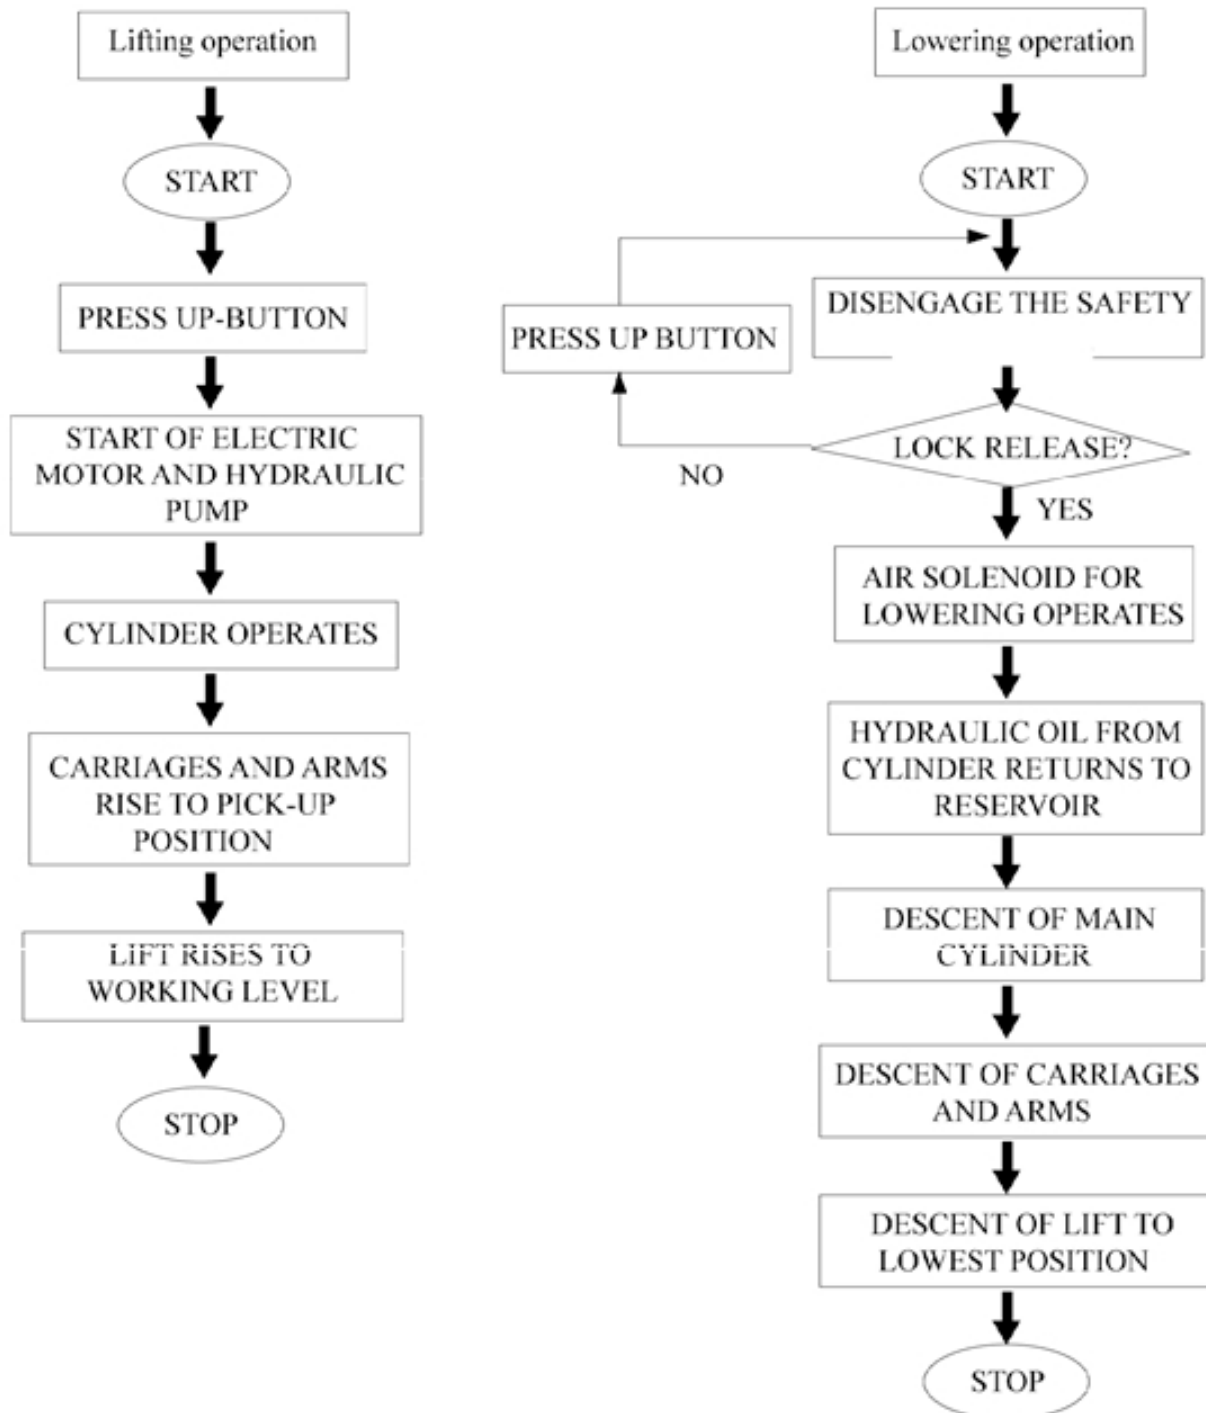 Lifting operation
START
PRESS UP-BUTTON
START OF ELECTRIC
MOTOR AND HYDRAULIC
PUMP
CYLINDER OPERATES
CARRIAGES AND ARMS
RISE TO PICK-UP
POSITION
LIFT RISES TO
WORKING LEVEL
STOP
Lowering operation
START
DISENGAGE THE SAFETY
PRESS UP BUTTON
LOCK RELEASE?
NO
YES
AIR SOLENOID FOR
LOWERING OPERATES
HYDRAULIC OIL FROM
CYLINDER RETURNS TO
RESERVOIR
DESCENT OF MAIN
CYLINDER
DESCENT OF CARRIAGES
AND ARMS
DESCENT OF LIFT TO
LOWEST POSITION
STOP